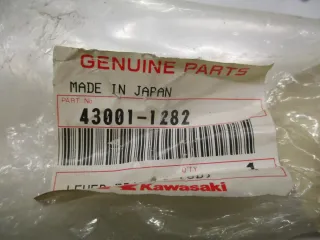 GENUINE PARTS
MADE IN JAPAN
PART No.
43001-1282
QTY 1
Kawasaki